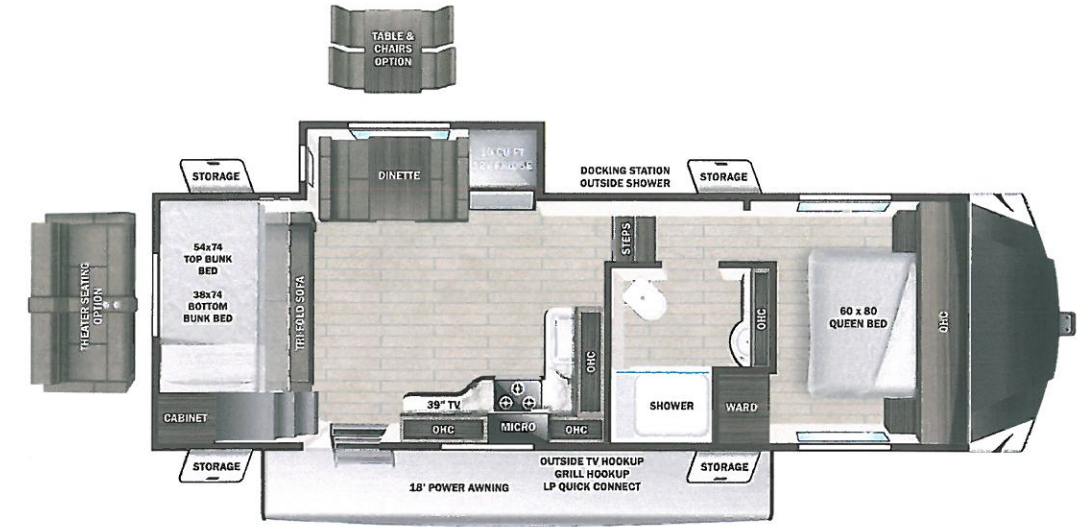 TABLE &
CHAIRS
OPTION
DINETTE
DOCKING STATION
OUTSIDE SHOWER
STORAGE
STORAGE
THEATER SEATING
OPTION
54x74
TOP BUNK
BED
38x74
BOTTOM
BUNK BED
TRI FOLD SOFA
STEPS
OHC
OHC
60 x 80
QUEEN BED
OHC
CABINET
39" TV
OHC
MICRO
OHC
SHOWER
WARD
STORAGE
STORAGE
18' POWER AWNING
OUTSIDE TV HOOKUP
GRILL HOOKUP
LP QUICK CONNECT